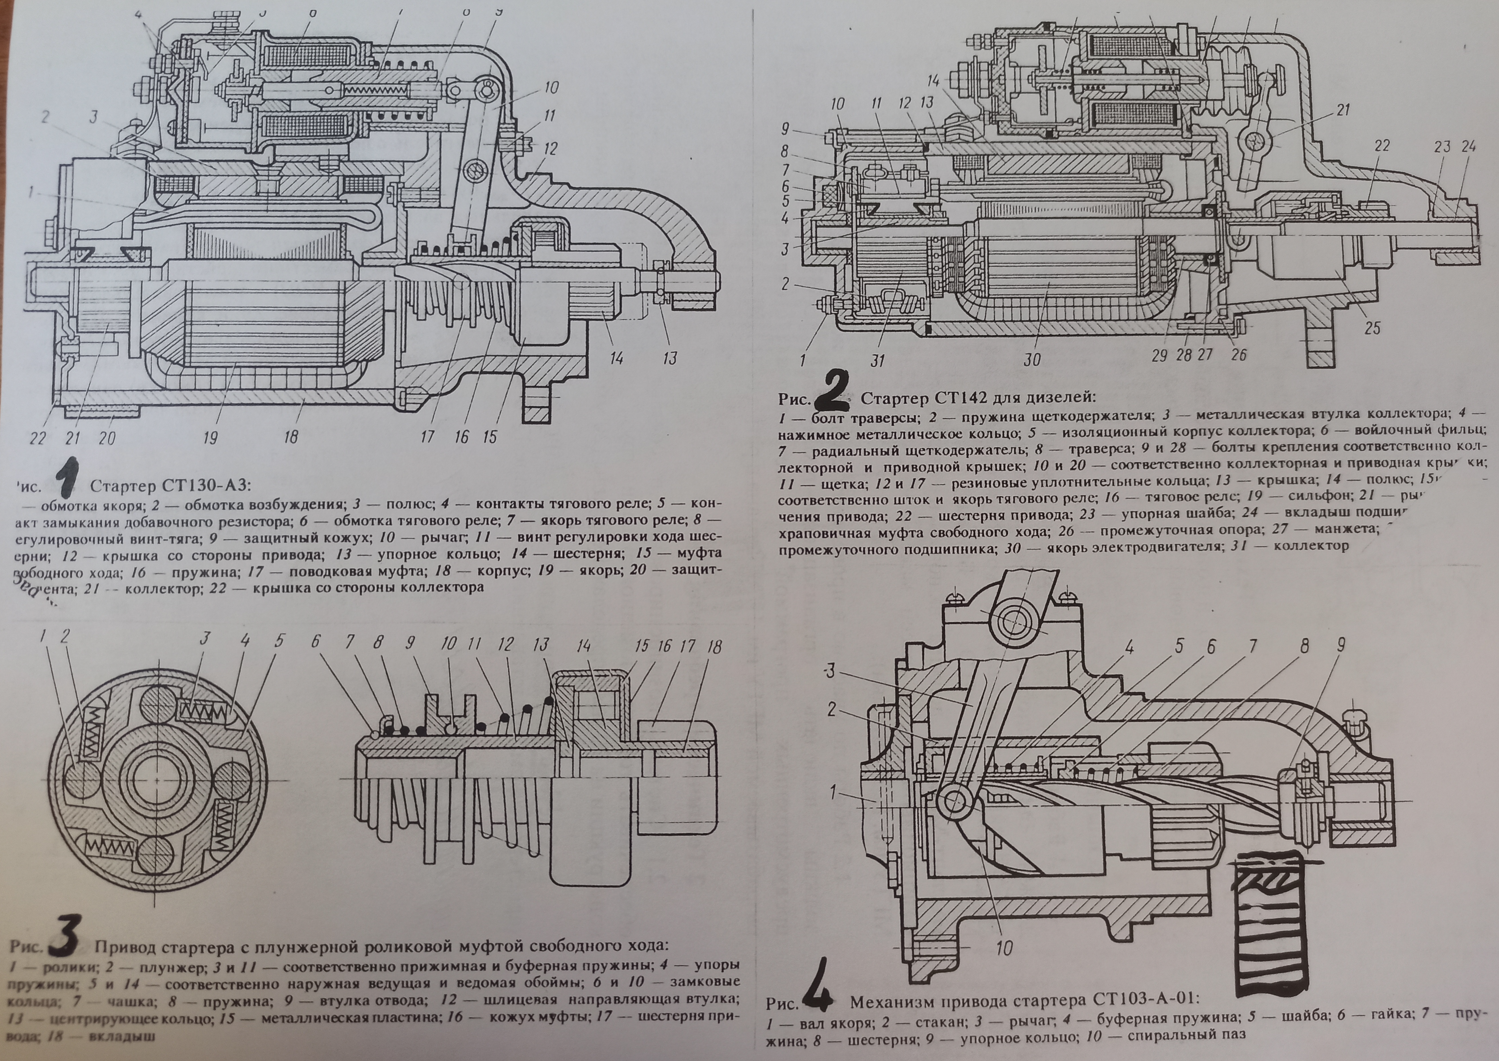 4 5 6 7 8 9
10
11
12
3
2
1
22 21 20 19 18 17 16 15 14 13
Рис. 1 Стартер СТ130-А3:
— обмотка якоря; 2 — обмотка возбуждения; 3 — полюс; 4 — контакты тягового реле; 5 — кон-
акт замыкания добавочного резистора; 6 — обмотка тягового реле; 7 — якорь тягового реле; 8 —
егулировочный винт-тяга; 9 — защитный кожух; 10 — рычаг; 11 — винт регулировки хода шес-
ерни; 12 — крышка со стороны привода; 13 — упорное кольцо; 14 — шестерня; 15 — муфта
вободного хода; 16 — пружина; 17 — поводковая муфта; 18 — корпус; 19 — якорь; 20 — защит-
ента; 21 — коллектор; 22 — крышка со стороны коллектора
14
10 11 12 13
9
8
7
6
5
4
3
2
1
21
22
23 24
31 30 29 28 27 26 25
Рис. 2 Стартер СТ142 для дизелей:
1 — болт траверсы; 2 — пружина щеткодержателя; 3 — металлическая втулка коллектора; 4 —
нажимное металлическое кольцо; 5 — изоляционный корпус коллектора; 6 — войлочный фильц;
7 — радиальный щеткодержатель; 8 — траверса; 9 и 28 — болты крепления соответственно кол-
лекторной и приводной крышек; 10 и 20 — соответственно коллекторная и приводная кры ки;
11 — щетка; 12 и 17 — резиновые уплотнительные кольца; 13 — крышка; 14 — полюс; 15
соответственно шток и якорь тягового реле; 16 — тяговое реле; 19 — сильфон; 21 — ры
чения привода; 22 — шестерня привода; 23 — упорная шайба; 24 — вкладыш подши
храповичная муфта свободного хода; 26 — промежуточная опора; 27 — манжета;
промежуточного подшипника; 30 — якорь электродвигателя; 31 — коллектор
1 2 3 4 5 6 7 8 9 10 11 12 13 14 15 16 17 18
Рис. 3 Привод стартера с плунжерной роликовой муфтой свободного хода:
1 — ролики; 2 — плунжер; 3 и 11 — соответственно прижимная и буферная пружины; 4 — упоры
пружины; 5 и 14 — соответственно наружная ведущая и ведомая обоймы; 6 и 10 — замковые
кольца; 7 — чашка; 8 — пружина; 9 — втулка отвода; 12 — шлицевая направляющая втулка;
13 — центрирующее кольцо; 15 — металлическая пластина; 16 — кожух муфты; 17 — шестерня при-
вода; 18 — вкладыш
3
2
1
4 5 6 7 8 9
10
Рис. 4 Механизм привода стартера СТ103-А-01:
1 — вал якоря; 2 — стакан; 3 — рычаг; 4 — буферная пружина; 5 — шайба; 6 — гайка; 7 — пру-
жина; 8 — шестерня; 9 — упорное кольцо; 10 — спиральный паз